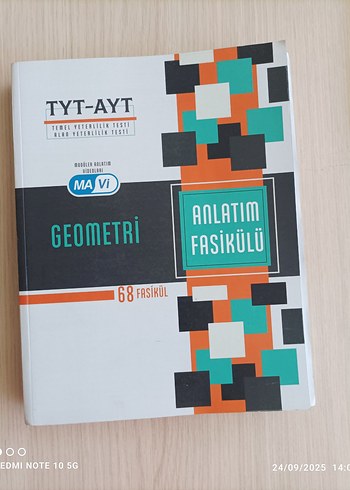 TYT-AYT
TEMEL YETERLİLİK TESTİ
ALAN YETERLİLİK TESTİ
MODÜLER ANLATIM
VİDEOLARI
MAVi
GEOMETRİ
ANLATIM
FASİKÜLÜ
68 FASİKÜL
EDMI NOTE 10 5G
24/09/2025 14:0